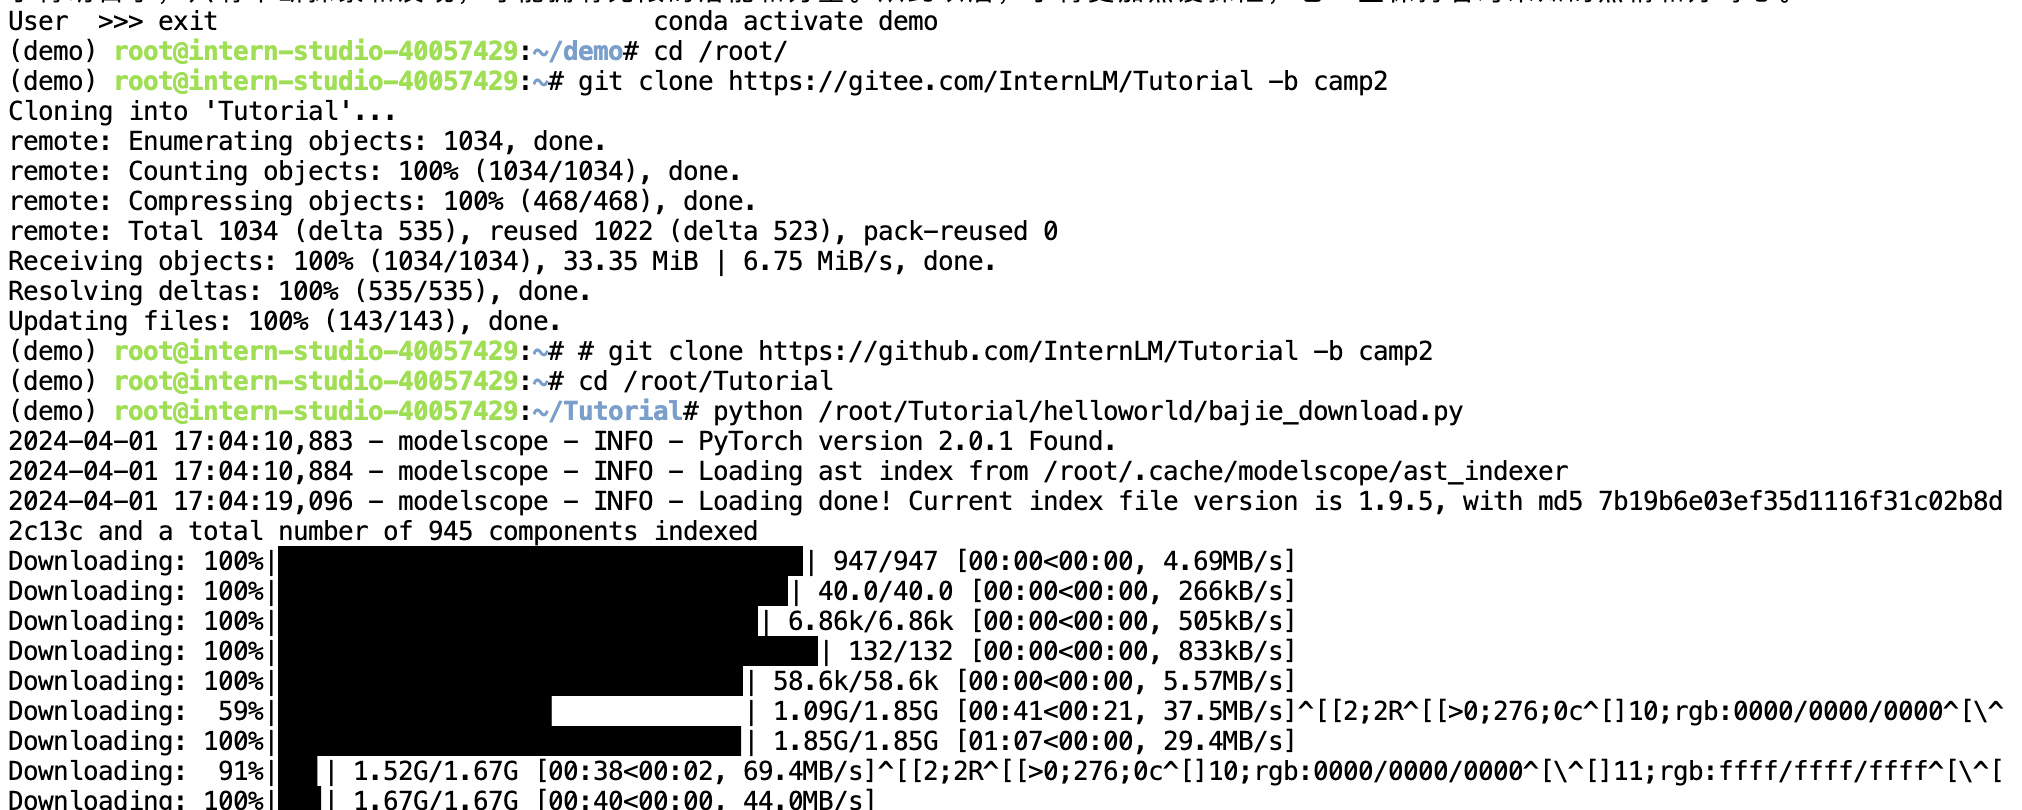 User  >>> exit                             conda activate demo
(demo) root@intern-studio-40057429:~/demo# cd /root/
(demo) root@intern-studio-40057429:~# git clone https://gitee.com/InternLM/Tutorial -b camp2
Cloning into 'Tutorial'...
remote: Enumerating objects: 1034, done.
remote: Counting objects: 100% (1034/1034), done.
remote: Compressing objects: 100% (468/468), done.
remote: Total 1034 (delta 535), reused 1022 (delta 523), pack-reused 0
Receiving objects: 100% (1034/1034), 33.35 MiB | 6.75 MiB/s, done.
Resolving deltas: 100% (535/535), done.
Updating files: 100% (143/143), done.
(demo) root@intern-studio-40057429:~# # git clone https://github.com/InternLM/Tutorial -b camp2
(demo) root@intern-studio-40057429:~# cd /root/Tutorial
(demo) root@intern-studio-40057429:~/Tutorial# python /root/Tutorial/helloworld/bajie_download.py
2024-04-01 17:04:10,883 - modelscope - INFO - PyTorch version 2.0.1 Found.
2024-04-01 17:04:10,884 - modelscope - INFO - Loading ast index from /root/.cache/modelscope/ast_indexer
2024-04-01 17:04:19,096 - modelscope - INFO - Loading done! Current index file version is 1.9.5, with md5 7b19b6e03ef35d1116f31c02b8d
2c13c and a total number of 945 components indexed
Downloading: 100%| | 947/947 [00:00<00:00, 4.69MB/s]
Downloading: 100%| | 40.0/40.0 [00:00<00:00, 266kB/s]
Downloading: 100%| | 6.86k/6.86k [00:00<00:00, 505kB/s]
Downloading: 100%| | 132/132 [00:00<00:00, 833kB/s]
Downloading: 100%| | 58.6k/58.6k [00:00<00:00, 5.57MB/s]
Downloading:  59%| | 1.09G/1.85G [00:41<00:21, 37.5MB/s]^[[2;2R^[[>0;276;0c^[]10;rgb:0000/0000/0000^[\^
Downloading: 100%| | 1.85G/1.85G [01:07<00:00, 29.4MB/s]
Downloading:  91%| | 1.52G/1.67G [00:38<00:02, 69.4MB/s]^[[2;2R^[[>0;276;0c^[]10;rgb:0000/0000/0000^[\^[]11;rgb:ffff/ffff/ffff^[\^[
Downloading: 100%| | 1.67G/1.67G [00:40<00:00, 44.0MB/s]